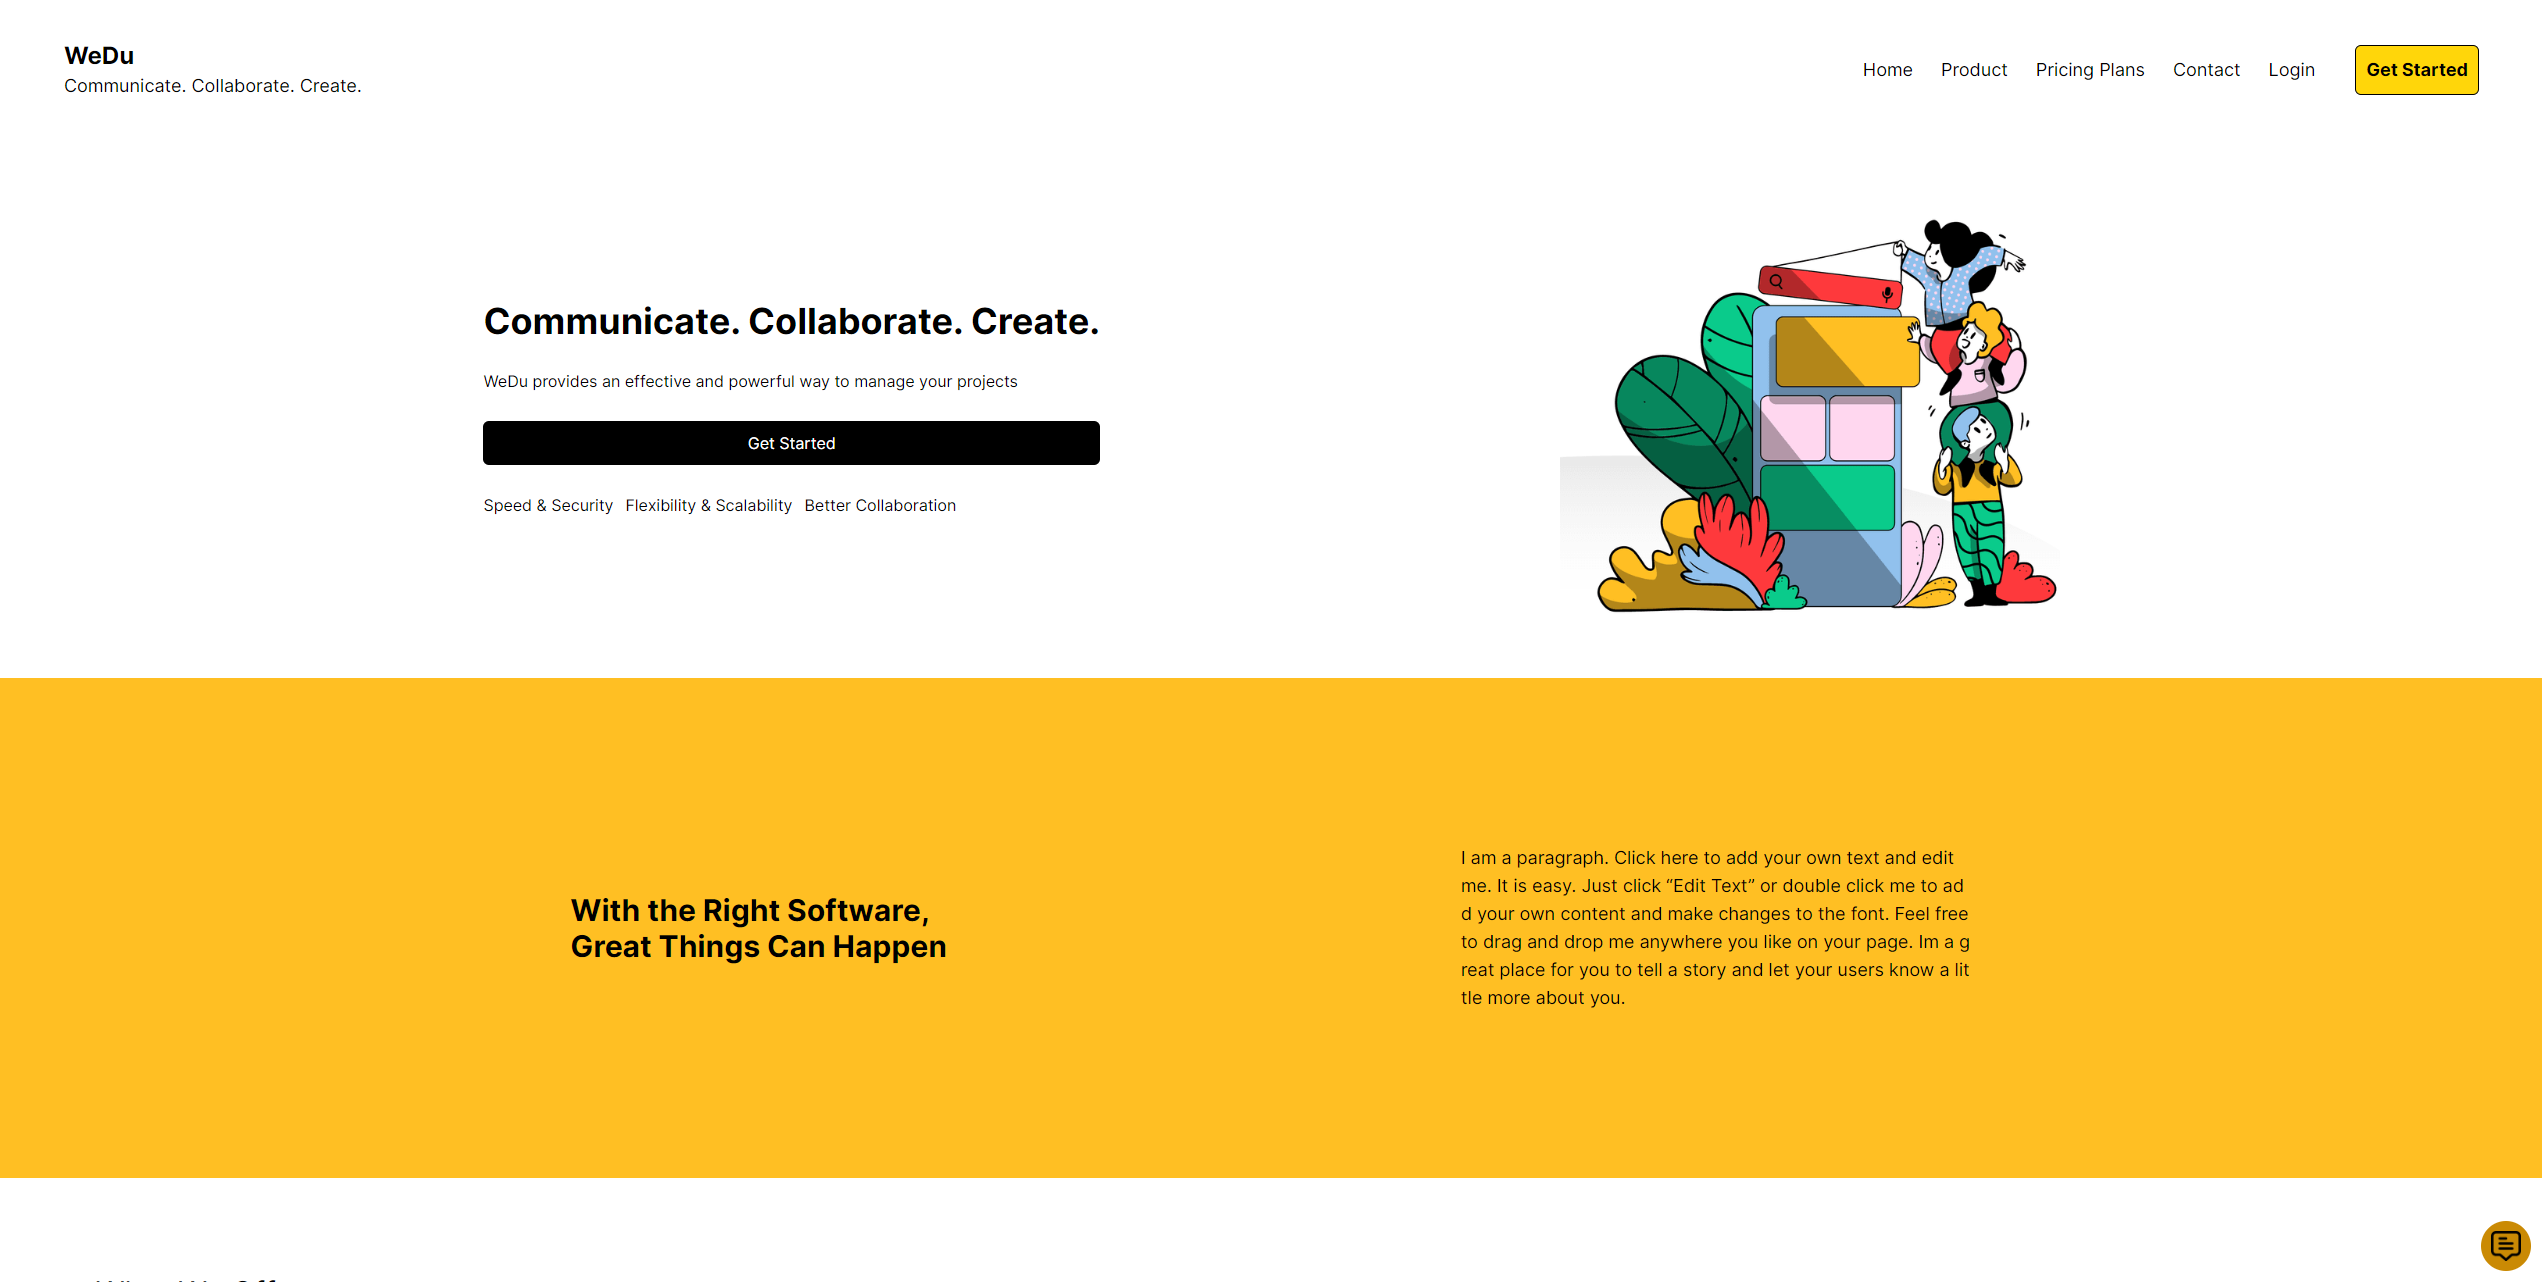 WeDu
Communicate. Collaborate. Create.
Home Product Pricing Plans Contact Login Get Started
Communicate. Collaborate. Create.
WeDu provides an effective and powerful way to manage your projects
Get Started
Speed & Security Flexibility & Scalability Better Collaboration
With the Right Software,
Great Things Can Happen
I am a paragraph. Click here to add your own text and edit
me. It is easy. Just click “Edit Text” or double click me to ad
d your own content and make changes to the font. Feel free
to drag and drop me anywhere you like on your page. Im a g
reat place for you to tell a story and let your users know a lit
tle more about you.